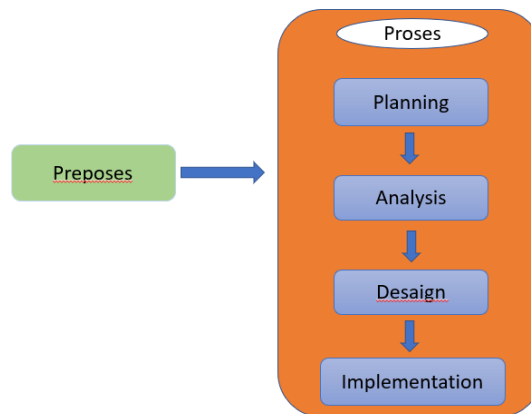 Proses
Planning
Preposes
Analysis
Desaign
Implementation